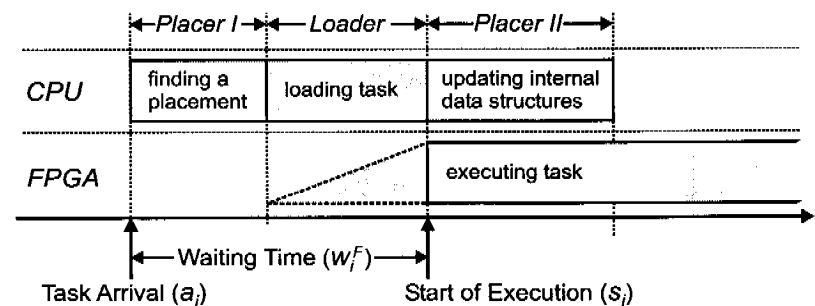 Placer I
Loader
Placer II
CPU
finding a
placement
loading task
updating internal
data structures
FPGA
executing task
Waiting Time (w_i^F)
Task Arrival (a_i)
Start of Execution (s_i)